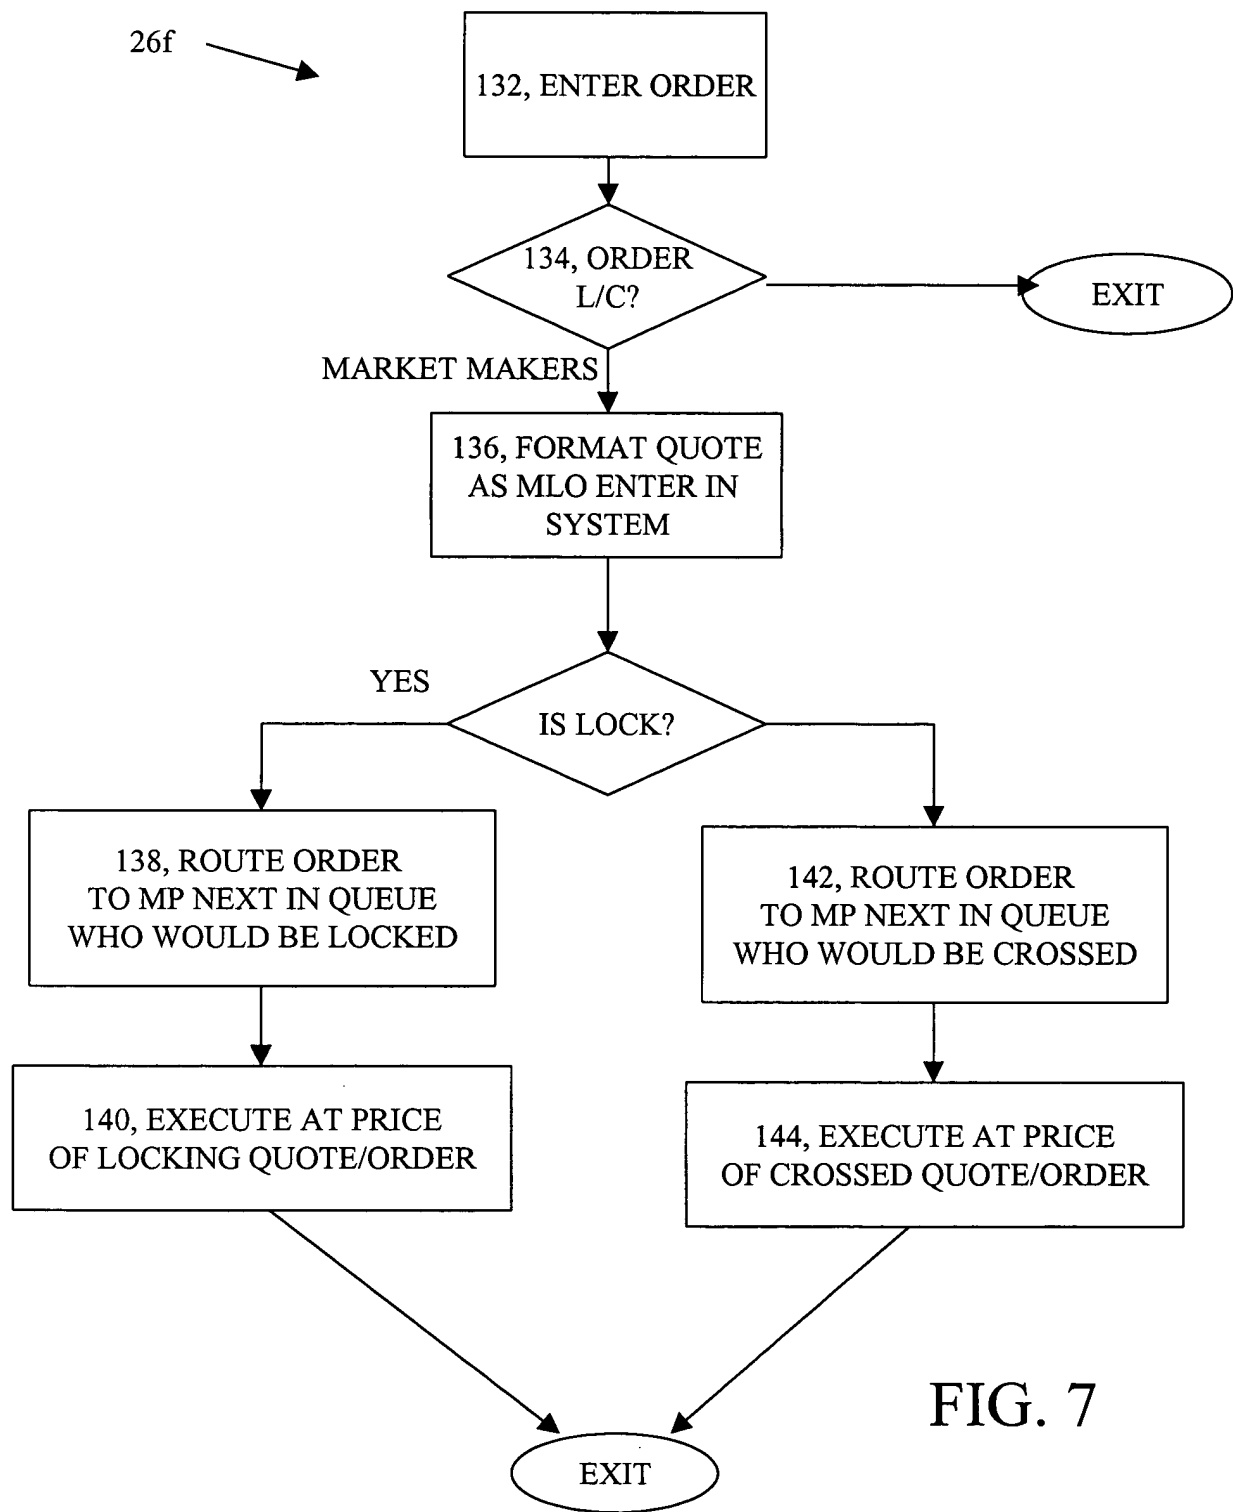 26f
132, ENTER ORDER
134, ORDER
L/C?
EXIT
MARKET MAKERS
136, FORMAT QUOTE
AS MLO ENTER IN
SYSTEM
YES
IS LOCK?
138, ROUTE ORDER
TO MP NEXT IN QUEUE
WHO WOULD BE LOCKED
142, ROUTE ORDER
TO MP NEXT IN QUEUE
WHO WOULD BE CROSSED
140, EXECUTE AT PRICE
OF LOCKING QUOTE/ORDER
144, EXECUTE AT PRICE
OF CROSSED QUOTE/ORDER
FIG. 7
EXIT